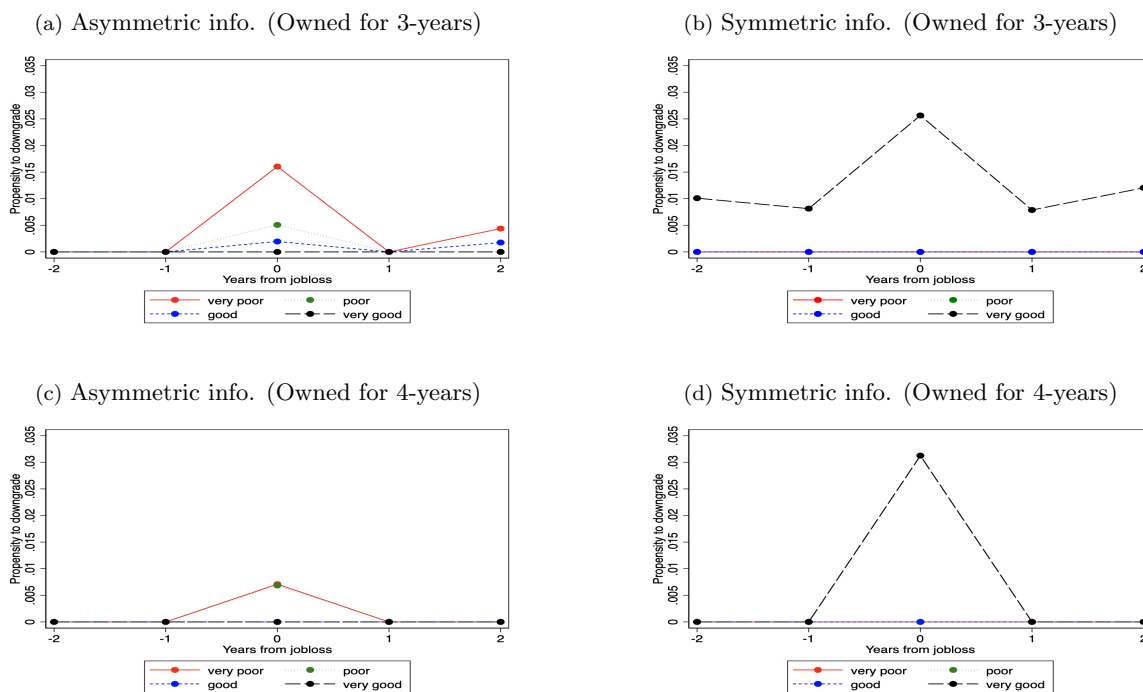 (a) Asymmetric info. (Owned for 3-years)
Propensity to downgrade
0 .005 .01 .015 .02 .025 .03 .035
-2 -1 0 1 2
Years from jobloss
very poor poor
good very good
(b) Symmetric info. (Owned for 3-years)
Propensity to downgrade
0 .005 .01 .015 .02 .025 .03 .035
-2 -1 0 1 2
Years from jobloss
very poor poor
good very good
(c) Asymmetric info. (Owned for 4-years)
Propensity to downgrade
0 .005 .01 .015 .02 .025 .03 .035
-2 -1 0 1 2
Years from jobloss
very poor poor
good very good
(d) Symmetric info. (Owned for 4-years)
Propensity to downgrade
0 .005 .01 .015 .02 .025 .03 .035
-2 -1 0 1 2
Years from jobloss
very poor poor
good very good